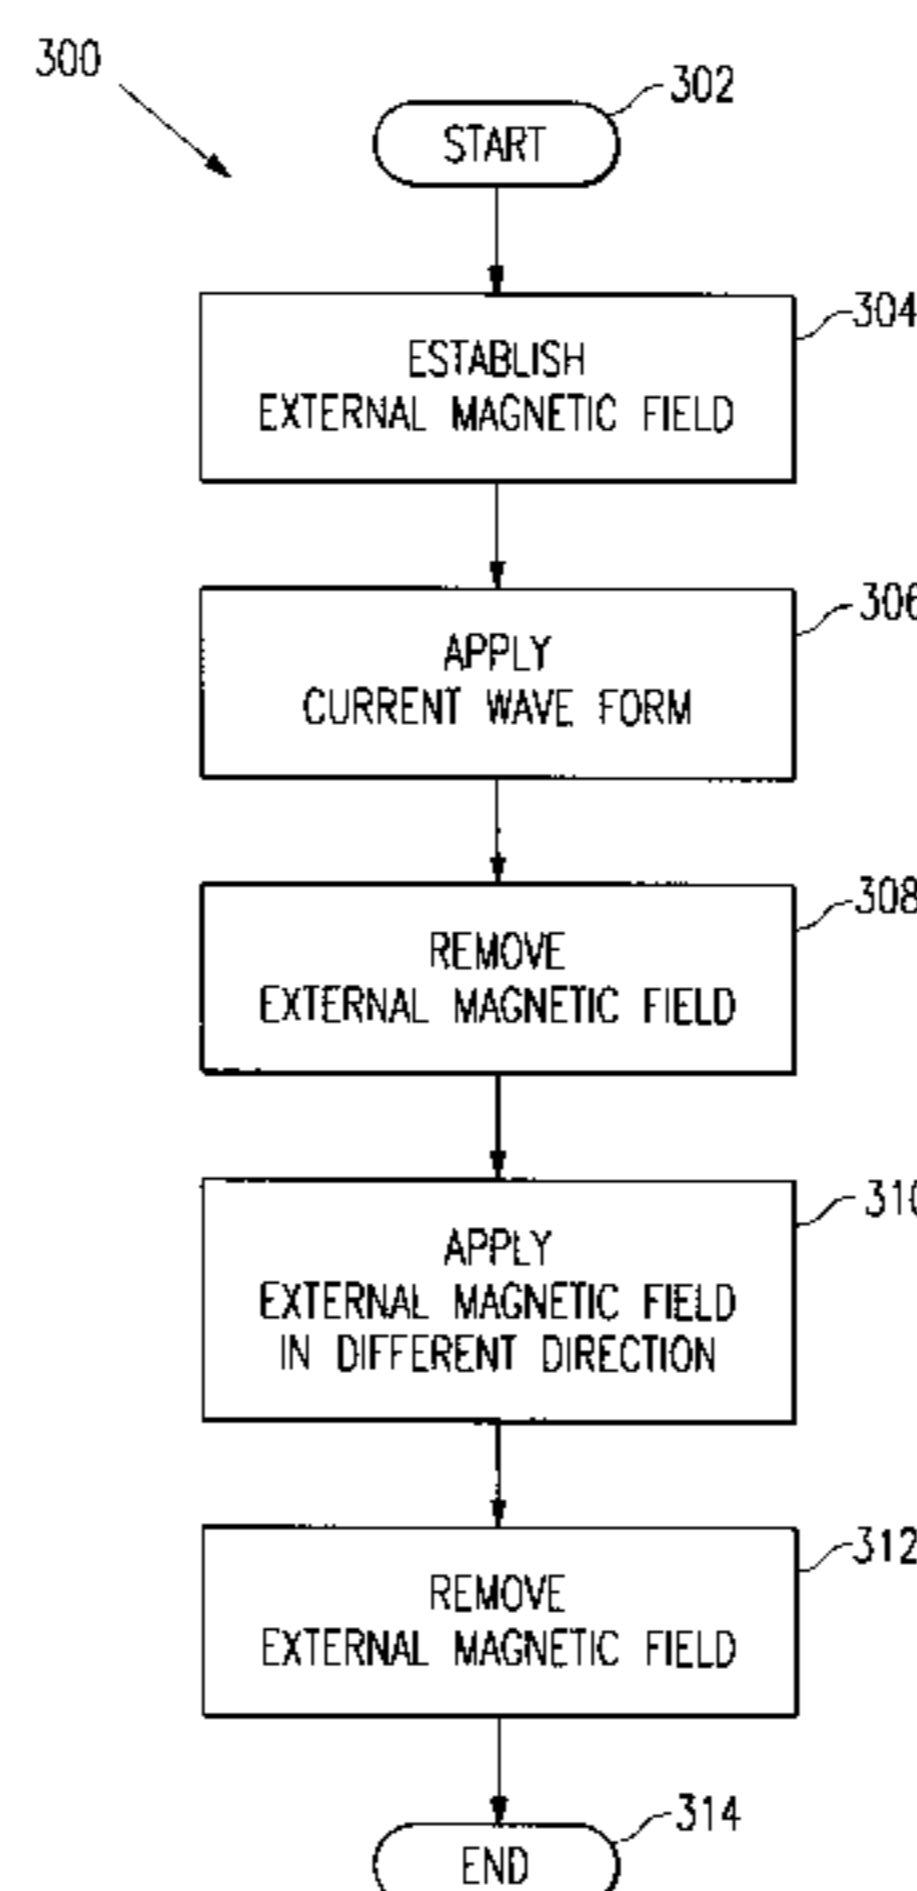 300
302
START
304
ESTABLISH
EXTERNAL MAGNETIC FIELD
306
APPLY
CURRENT WAVE FORM
308
REMOVE
EXTERNAL MAGNETIC FIELD
310
APPLY
EXTERNAL MAGNETIC FIELD
IN DIFFERENT DIRECTION
312
REMOVE
EXTERNAL MAGNETIC FIELD
314
END